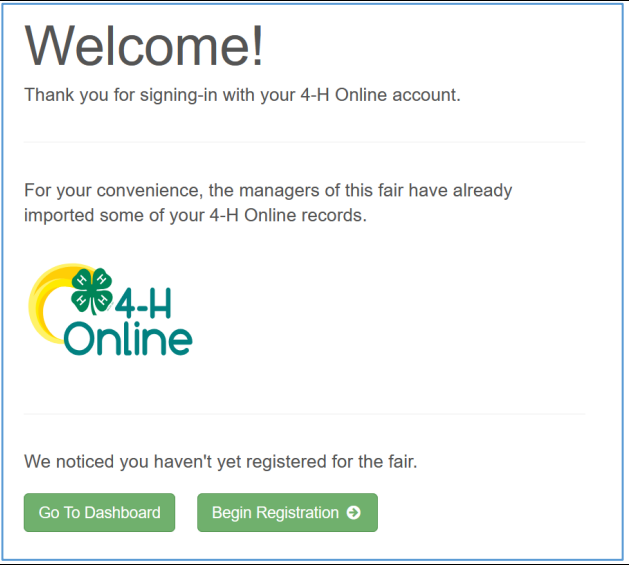 Welcome!
Thank you for signing-in with your 4-H Online account.
For your convenience, the managers of this fair have already
imported some of your 4-H Online records.
H H
H H
4-H
Online
We noticed you haven't yet registered for the fair.
Go To Dashboard
Begin Registration